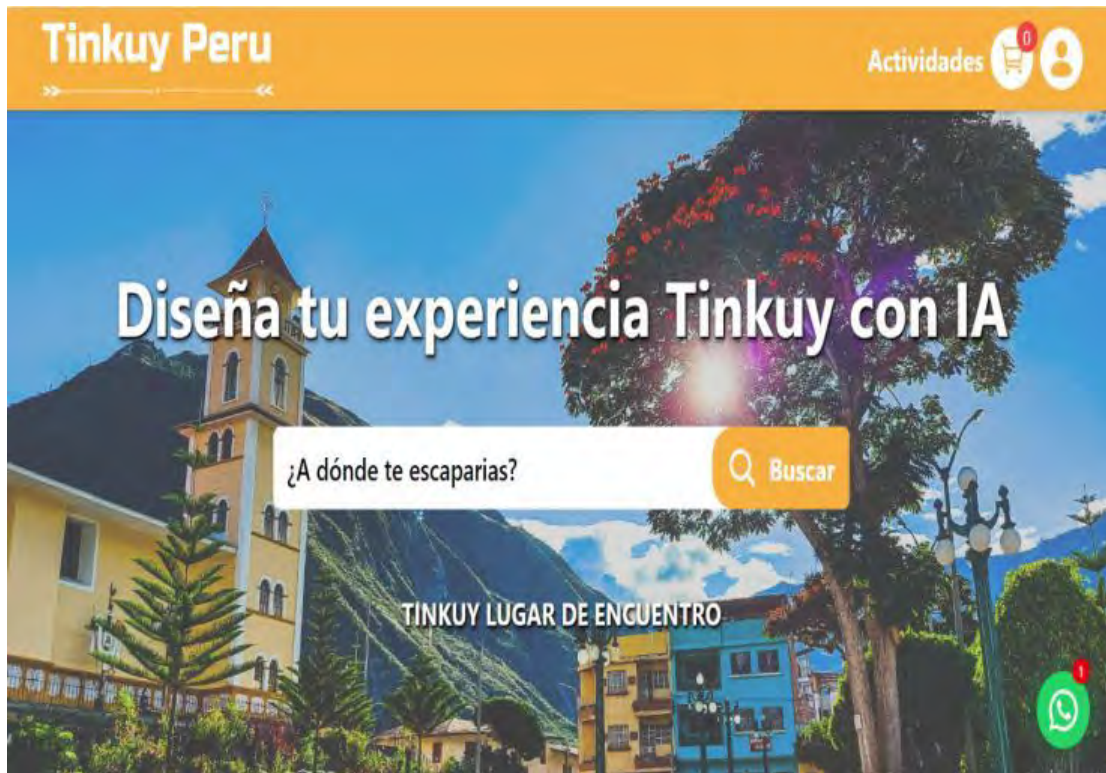 Tinkuy Peru
Actividades
0
Diseña tu experiencia Tinkuy con IA
¿A dónde te escaparias?
Buscar
TINKUY LUGAR DE ENCUENTRO
1